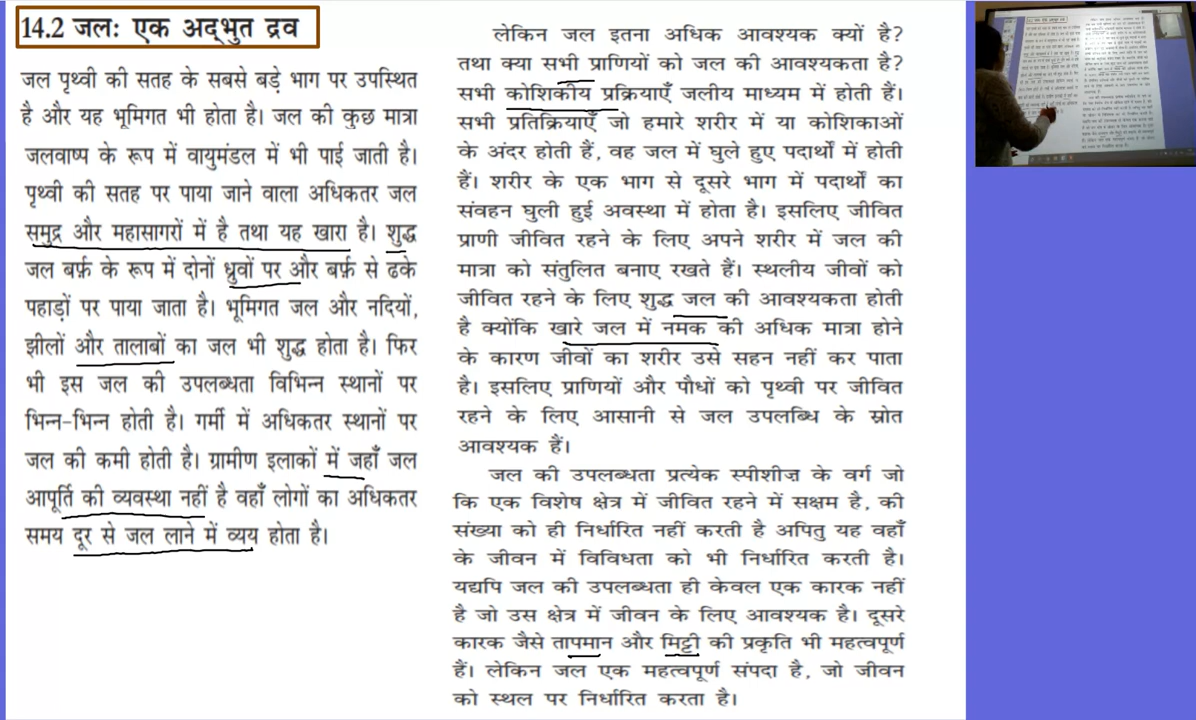 14.2 जल: एक अद्भुत द्रव
जल पृथ्वी की सतह के सबसे बड़े भाग पर उपस्थित
है और यह भूमिगत भी होता है। जल की कुछ मात्रा
जलवाष्प के रूप में वायुमंडल में भी पाई जाती है।
पृथ्वी की सतह पर पाया जाने वाला अधिकतर जल
समुद्र और महासागरों में है तथा यह खारा है। शुद्ध
जल बर्फ़ के रूप में दोनों ध्रुवों पर और बर्फ़ से ढके
पहाड़ों पर पाया जाता है। भूमिगत जल और नदियों,
झीलों और तालाबों का जल भी शुद्ध होता है। फिर
भी इस जल की उपलब्धता विभिन्न स्थानों पर
भिन्न-भिन्न होती है। गर्मी में अधिकतर स्थानों पर
जल की कमी होती है। ग्रामीण इलाकों में जहाँ जल
आपूर्ति की व्यवस्था नहीं है वहाँ लोगों का अधिकतर
समय दूर से जल लाने में व्यय होता है।
लेकिन जल इतना अधिक आवश्यक क्यों है?
तथा क्या सभी प्राणियों को जल की आवश्यकता है?
सभी कोशिकीय प्रक्रियाएँ जलीय माध्यम में होती हैं।
सभी प्रतिक्रियाएँ जो हमारे शरीर में या कोशिकाओं
के अंदर होती हैं, वह जल में घुले हुए पदार्थों में होती
हैं। शरीर के एक भाग से दूसरे भाग में पदार्थों का
संवहन घुली हुई अवस्था में होता है। इसलिए जीवित
प्राणी जीवित रहने के लिए अपने शरीर में जल की
मात्रा को संतुलित बनाए रखते हैं। स्थलीय जीवों को
जीवित रहने के लिए शुद्ध जल की आवश्यकता होती
है क्योंकि खारे जल में नमक की अधिक मात्रा होने
के कारण जीवों का शरीर उसे सहन नहीं कर पाता
है। इसलिए प्राणियों और पौधों को पृथ्वी पर जीवित
रहने के लिए आसानी से जल उपलब्धि के स्रोत
आवश्यक हैं।
जल की उपलब्धता प्रत्येक स्पीशीज़ के वर्ग जो
कि एक विशेष क्षेत्र में जीवित रहने में सक्षम है, की
संख्या को ही निर्धारित नहीं करती है अपितु यह वहाँ
के जीवन में विविधता को भी निर्धारित करती है।
यद्यपि जल की उपलब्धता ही केवल एक कारक नहीं
है जो उस क्षेत्र में जीवन के लिए आवश्यक है। दूसरे
कारक जैसे तापमान और मिट्टी की प्रकृति भी महत्वपूर्ण
हैं। लेकिन जल एक महत्वपूर्ण संपदा है, जो जीवन
को स्थल पर निर्धारित करता है।